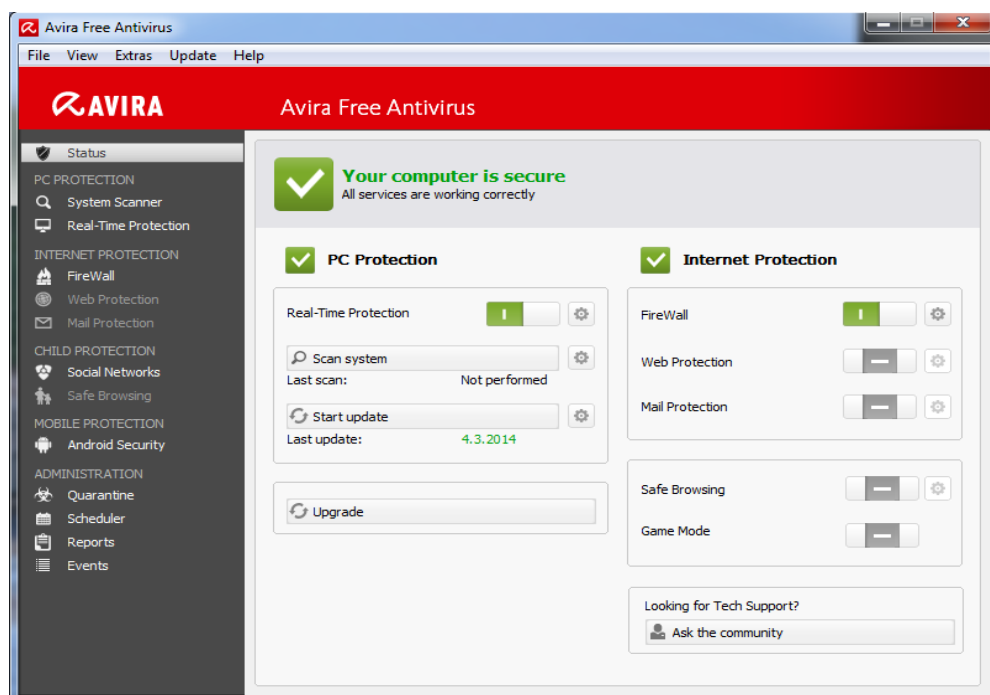 Avira Free Antivirus
File View Extras Update Help
AVIRA
Avira Free Antivirus
Status
PC PROTECTION
System Scanner
Real-Time Protection
INTERNET PROTECTION
FireWall
Web Protection
Mail Protection
CHILD PROTECTION
Social Networks
Safe Browsing
MOBILE PROTECTION
Android Security
ADMINISTRATION
Quarantine
Scheduler
Reports
Events
Your computer is secure
All services are working correctly
PC Protection
Real-Time Protection
Scan system
Last scan: Not performed
Start update
Last update: 4.3.2014
Upgrade
Internet Protection
FireWall
Web Protection
Mail Protection
Safe Browsing
Game Mode
Looking for Tech Support?
Ask the community